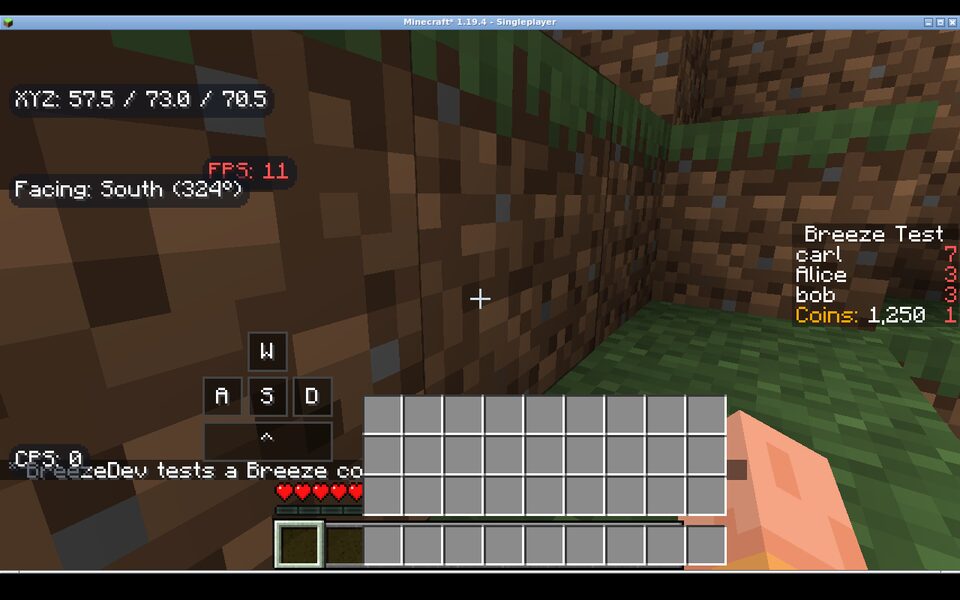 Minecraft* 1.19.4 - Singleplayer
XYZ: 57.5 / 73.0 / 70.5
FPS: 11
Facing: South (324°)
Breeze Test
carl 7
Alice 3
bob 3
Coins: 1,250 1
W
A S D
^
CPS: 0
* BreezeDev tests a Breeze co